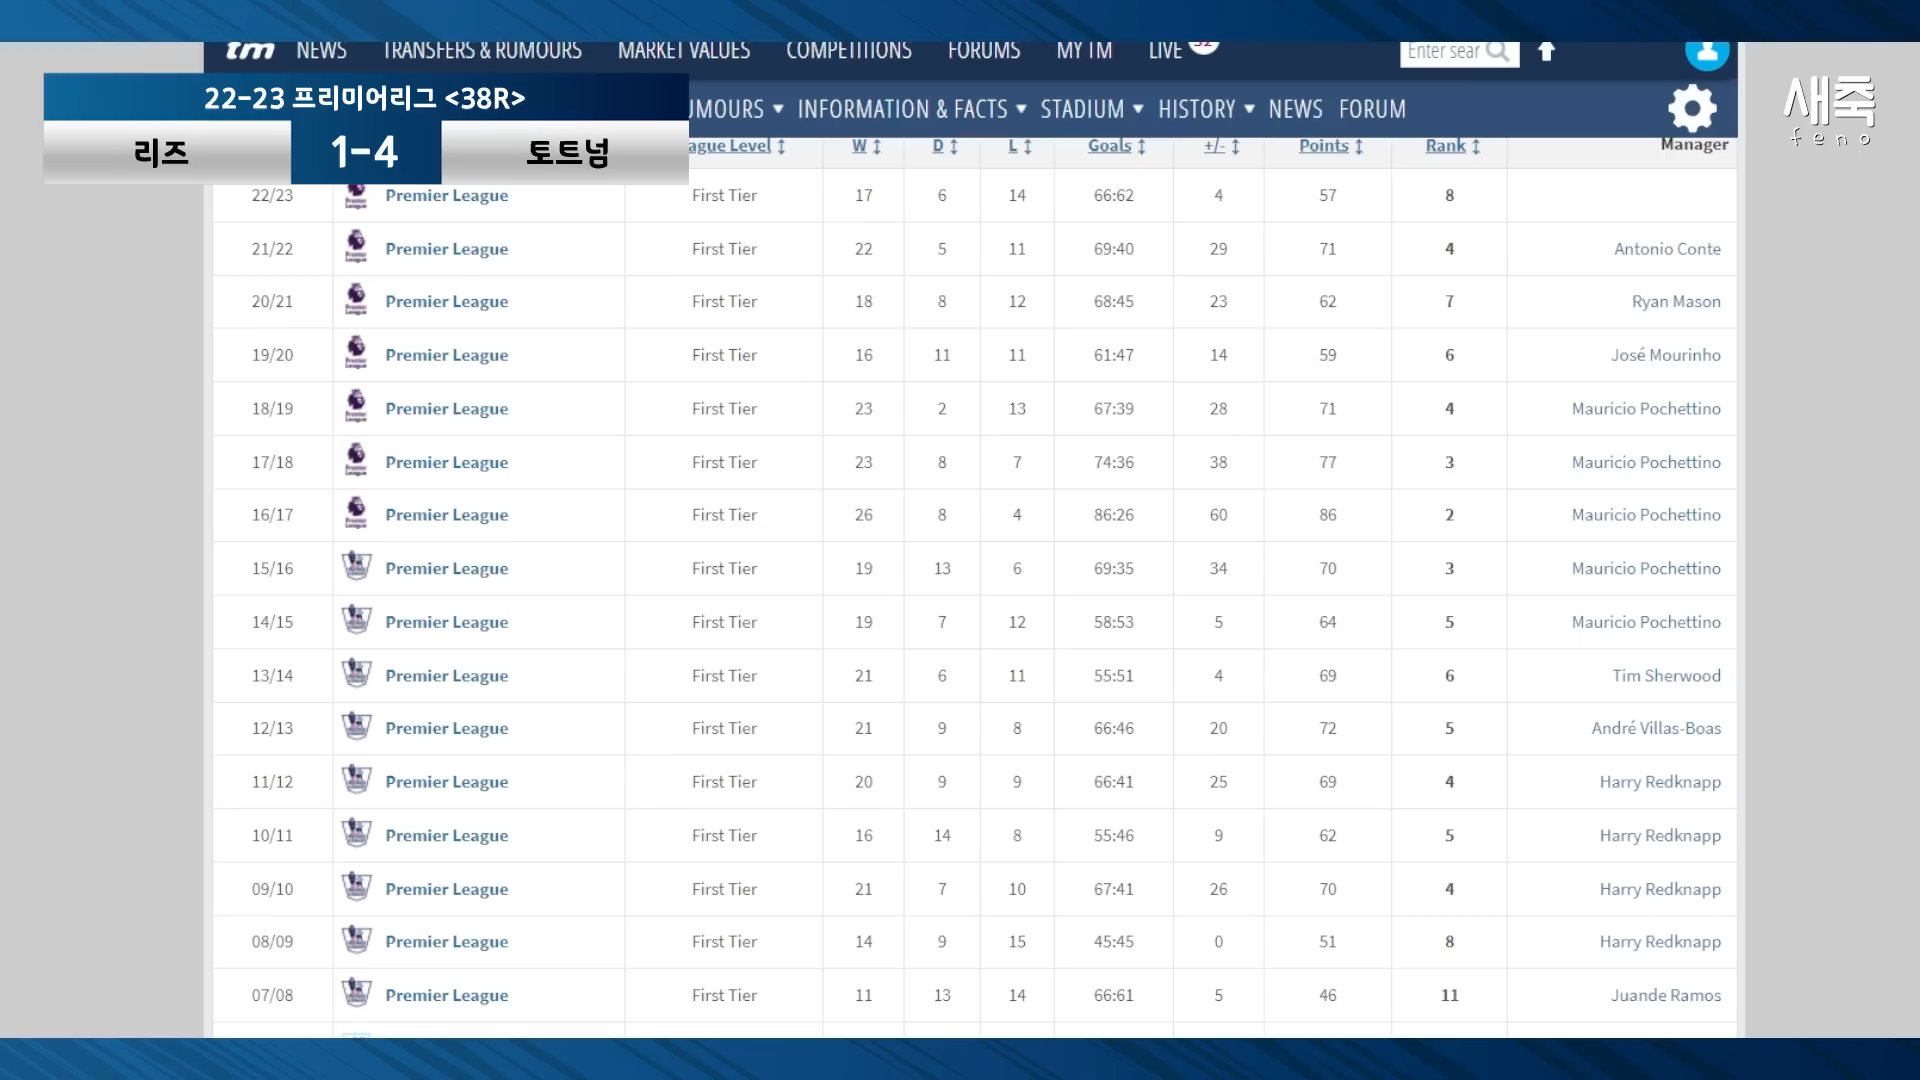 tm NEWS TRANSFERS & RUMOURS MARKET VALUES COMPETITIONS FORUMS MY TM LIVE Enter sear
22-23 프리미어리그 <38R>
리즈 1-4 토트넘
UMOURS INFORMATION & FACTS STADIUM HISTORY NEWS FORUM
새축
feno
ague Level W D L Goals +/- Points Rank Manager
22/23 Premier League First Tier 17 6 14 66:62 4 57 8
21/22 Premier League First Tier 22 5 11 69:40 29 71 4 Antonio Conte
20/21 Premier League First Tier 18 8 12 68:45 23 62 7 Ryan Mason
19/20 Premier League First Tier 16 11 11 61:47 14 59 6 José Mourinho
18/19 Premier League First Tier 23 2 13 67:39 28 71 4 Mauricio Pochettino
17/18 Premier League First Tier 23 8 7 74:36 38 77 3 Mauricio Pochettino
16/17 Premier League First Tier 26 8 4 86:26 60 86 2 Mauricio Pochettino
15/16 Premier League First Tier 19 13 6 69:35 34 70 3 Mauricio Pochettino
14/15 Premier League First Tier 19 7 12 58:53 5 64 5 Mauricio Pochettino
13/14 Premier League First Tier 21 6 11 55:51 4 69 6 Tim Sherwood
12/13 Premier League First Tier 21 9 8 66:46 20 72 5 André Villas-Boas
11/12 Premier League First Tier 20 9 9 66:41 25 69 4 Harry Redknapp
10/11 Premier League First Tier 16 14 8 55:46 9 62 5 Harry Redknapp
09/10 Premier League First Tier 21 7 10 67:41 26 70 4 Harry Redknapp
08/09 Premier League First Tier 14 9 15 45:45 0 51 8 Harry Redknapp
07/08 Premier League First Tier 11 13 14 66:61 5 46 11 Juande Ramos